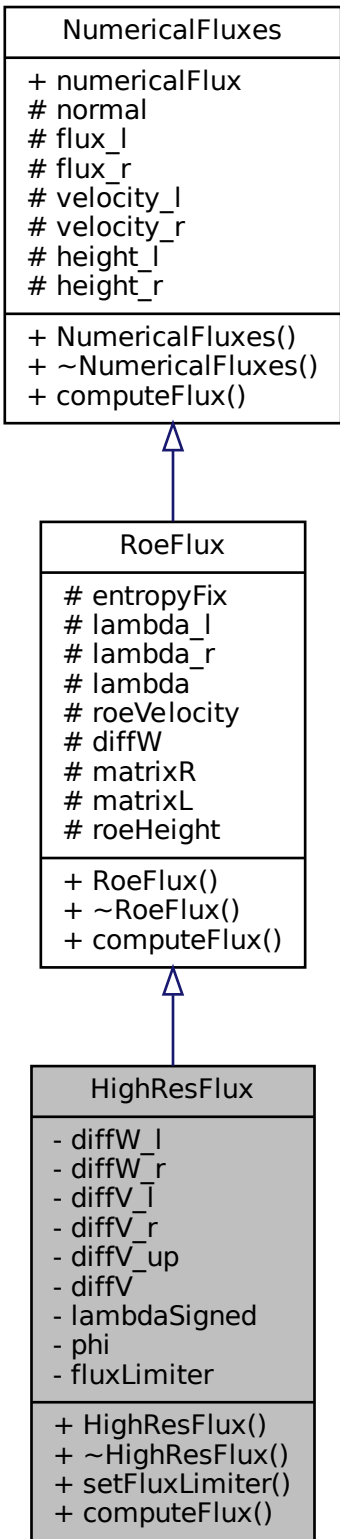 NumericalFluxes
+ numericalFlux
# normal
# flux_l
# flux_r
# velocity_l
# velocity_r
# height_l
# height_r
+ NumericalFluxes()
+ ~NumericalFluxes()
+ computeFlux()
RoeFlux
# entropyFix
# lambda_l
# lambda_r
# lambda
# roeVelocity
# diffW
# matrixR
# matrixL
# roeHeight
+ RoeFlux()
+ ~RoeFlux()
+ computeFlux()
HighResFlux
- diffW_l
- diffW_r
- diffV_l
- diffV_r
- diffV_up
- diffV
- lambdaSigned
- phi
- fluxLimiter
+ HighResFlux()
+ ~HighResFlux()
+ setFluxLimiter()
+ computeFlux()